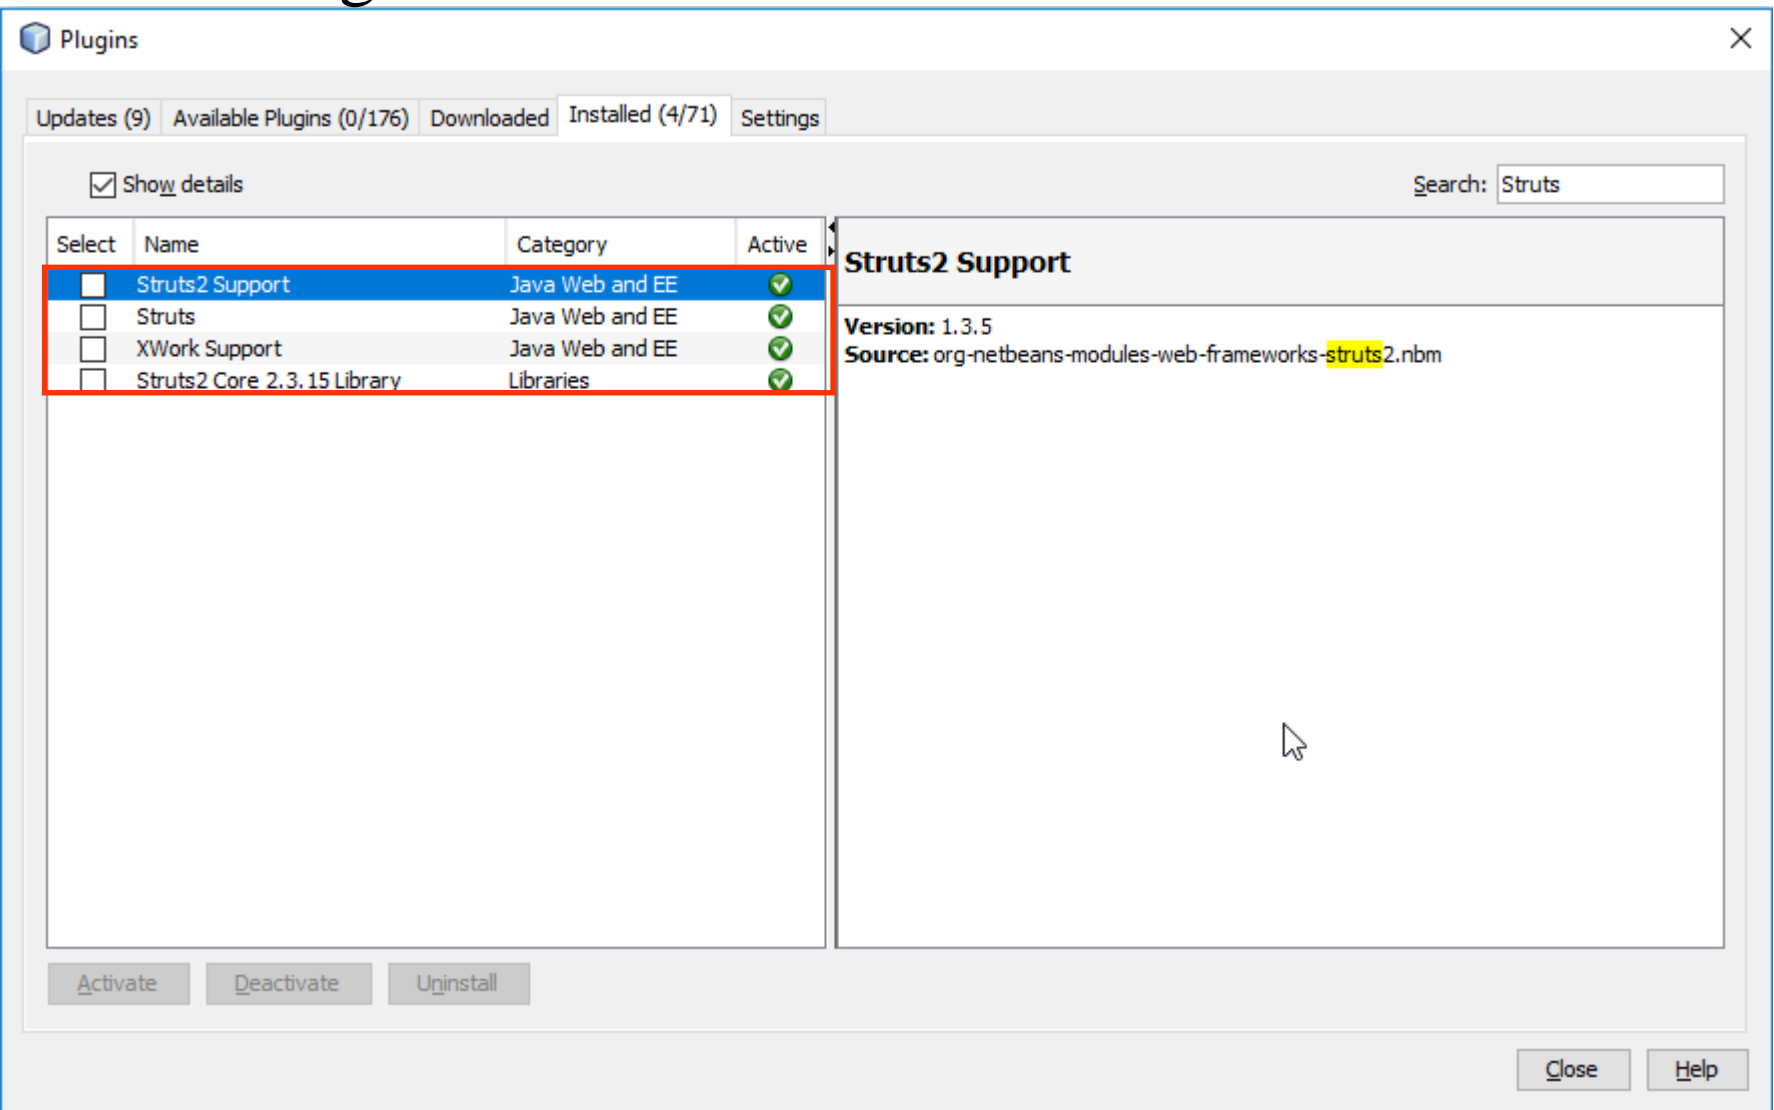 Plugins
Updates (9) Available Plugins (0/176) Downloaded Installed (4/71) Settings
Show details Search: Struts
Select Name Category Active
Struts2 Support Java Web and EE
Struts Java Web and EE
XWork Support Java Web and EE
Struts2 Core 2.3.15 Library Libraries
Struts2 Support
Version: 1.3.5
Source: org-netbeans-modules-web-frameworks-struts2.nbm
Activate Deactivate Uninstall
Close Help